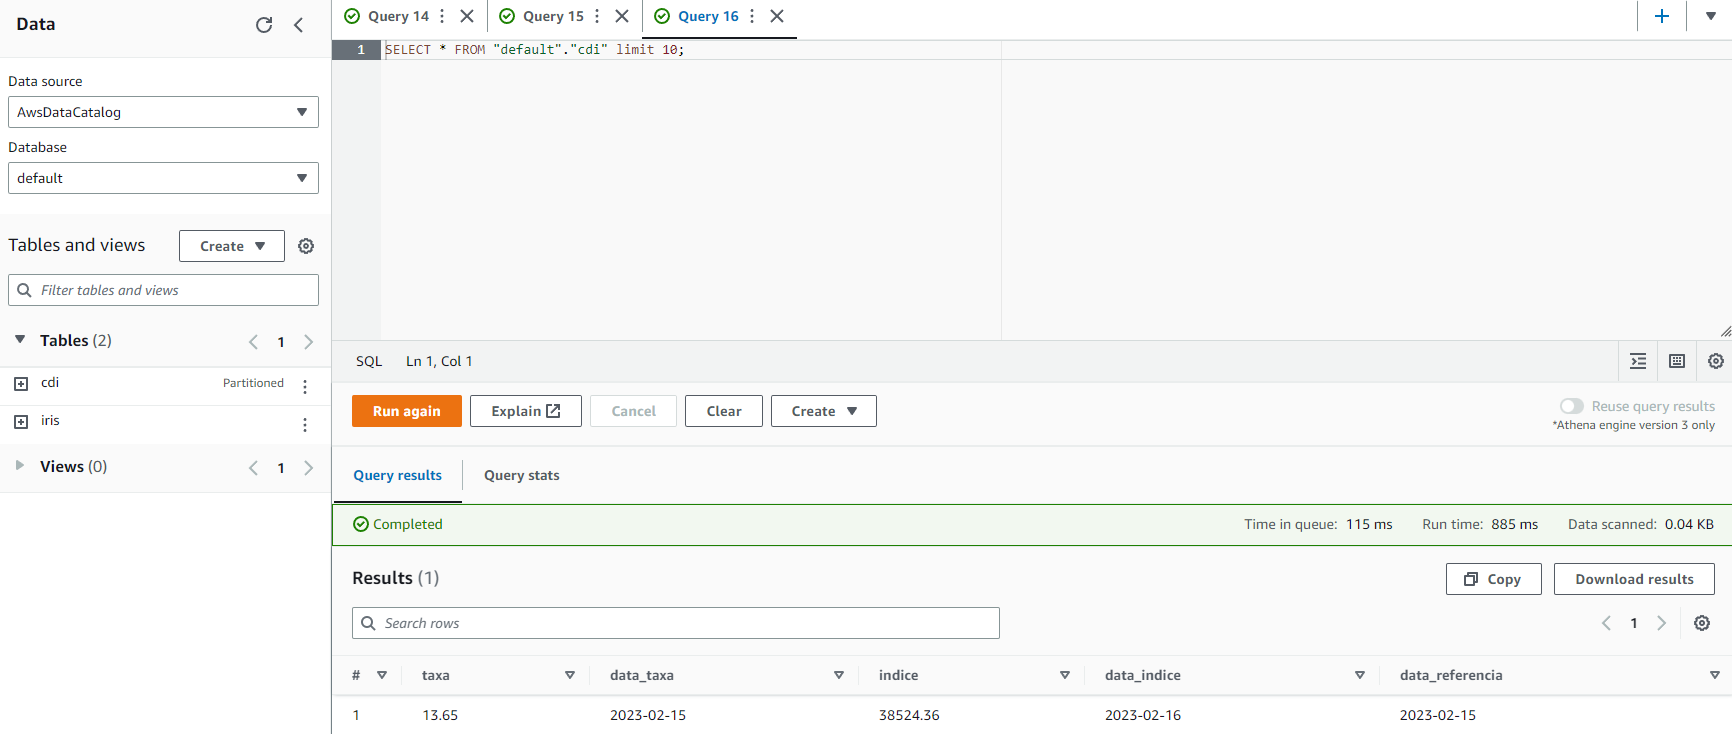 Data
Data source
AwsDataCatalog
Database
default
Tables and views
Create
Filter tables and views
Tables (2)
1
cdi
Partitioned
iris
Views (0)
1
Query 14
Query 15
Query 16
1 SELECT * FROM "default"."cdi" limit 10;
SQL Ln 1, Col 1
Run again
Explain
Cancel
Clear
Create
Reuse query results
*Athena engine version 3 only
Query results
Query stats
Completed
Time in queue: 115 ms
Run time: 885 ms
Data scanned: 0.04 KB
Results (1)
Copy
Download results
Search rows
1
# taxa data_taxa indice data_indice data_referencia
1 13.65 2023-02-15 38524.36 2023-02-16 2023-02-15